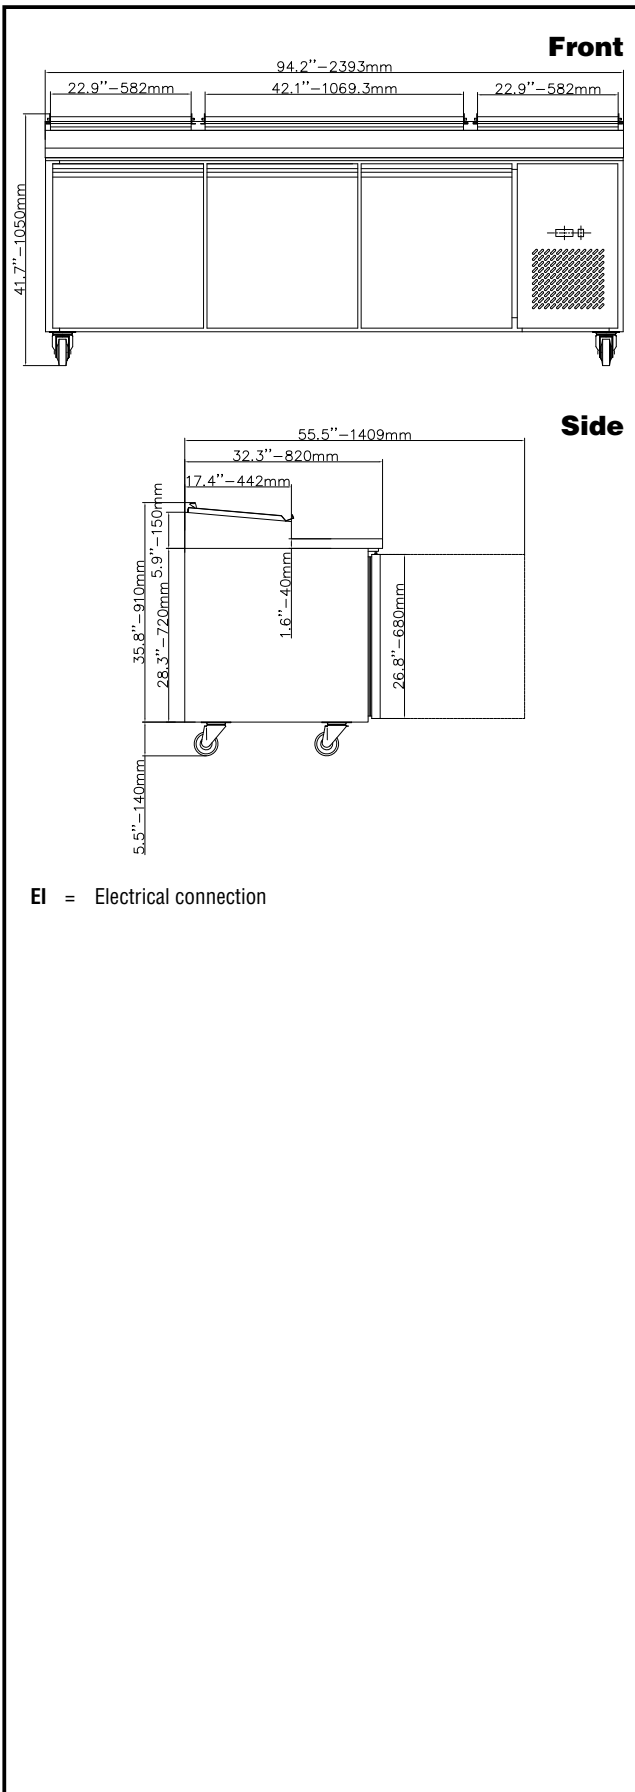 Front
94.2’’–2393mm
22.9’’–582mm
42.1’’–1069.3mm
22.9’’–582mm
41.7’’–1050mm
Side
55.5’’–1409mm
32.3’’–820mm
17.4’’–442mm
5.9’’–150mm
35.8’’–910mm
28.3’’–720mm
1.6’’–40mm
26.8’’–680mm
5.5’’–140mm
EI = Electrical connection